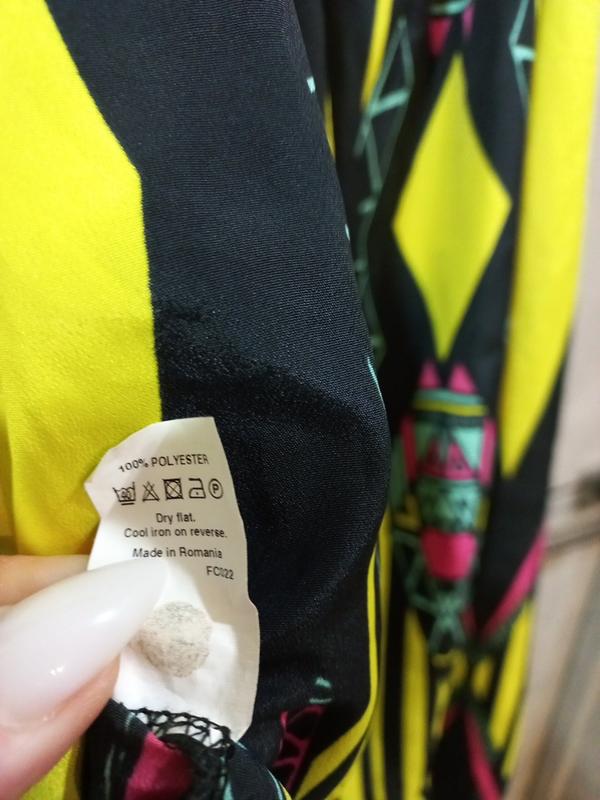 100% POLYESTER
Dry flat.
Cool iron on reverse.
Made in Romania
FC022